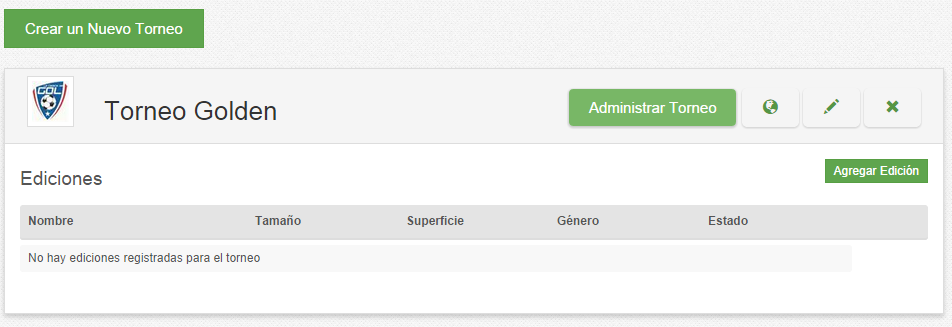 Crear un Nuevo Torneo
GOL
Torneo Golden
Administrar Torneo
Ediciones
Agregar Edición
Nombre Tamaño Superficie Género Estado
No hay ediciones registradas para el torneo